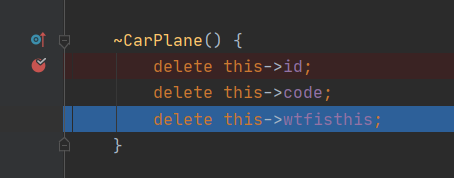 ~CarPlane() {
delete this->id;
delete this->code;
delete this->wtfisthis;
}